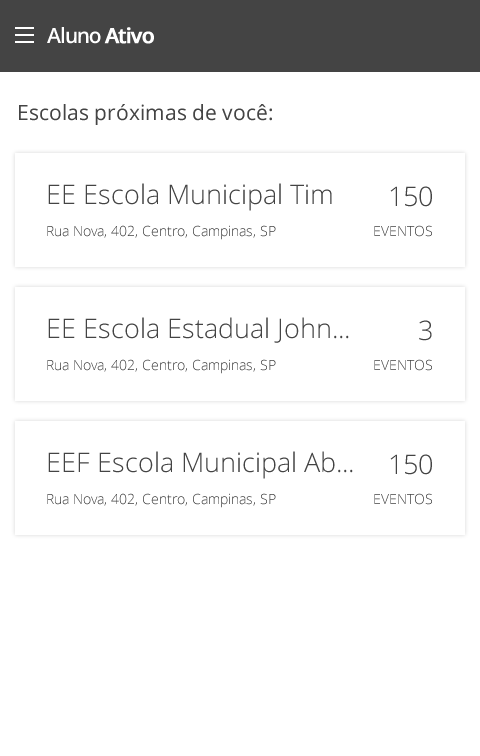 Aluno Ativo
Escolas próximas de você:
EE Escola Municipal Tim
150
Rua Nova, 402, Centro, Campinas, SP
EVENTOS
EE Escola Estadual John...
3
Rua Nova, 402, Centro, Campinas, SP
EVENTOS
EEF Escola Municipal Ab...
150
Rua Nova, 402, Centro, Campinas, SP
EVENTOS